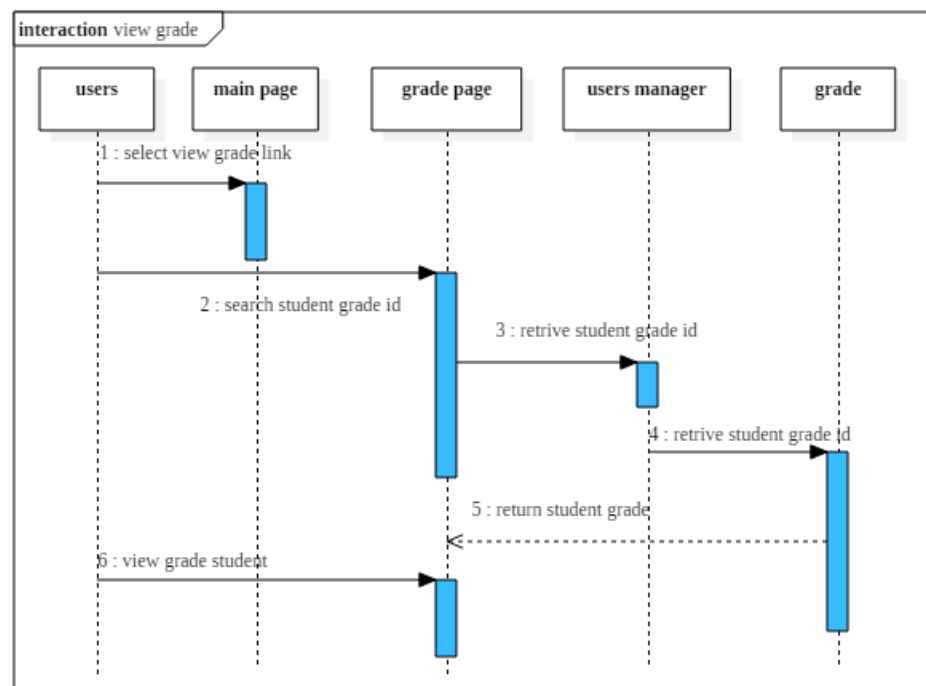 interaction view grade
users
main page
grade page
users manager
grade
1 : select view grade link
2 : search student grade id
3 : retrive student grade id
4 : retrive student grade id
5 : return student grade
6 : view grade student